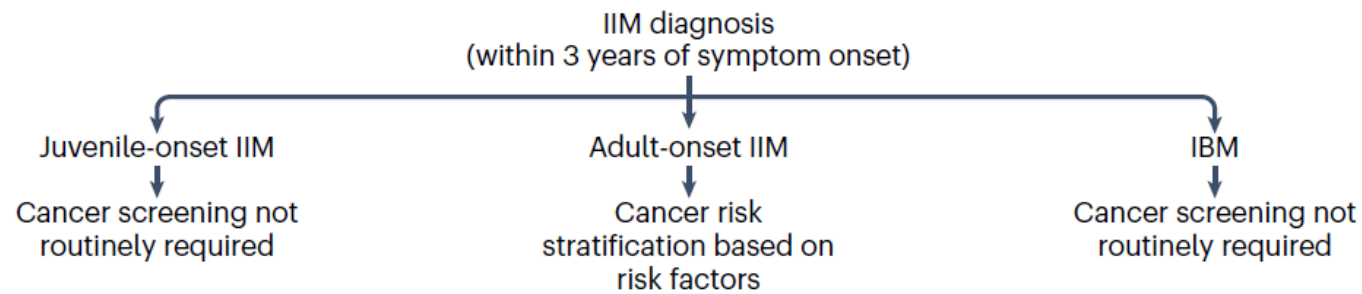 IIM diagnosis
(within 3 years of symptom onset)
Juvenile-onset IIM
Adult-onset IIM
IBM
Cancer screening not
routinely required
Cancer risk
stratification based on
risk factors
Cancer screening not
routinely required